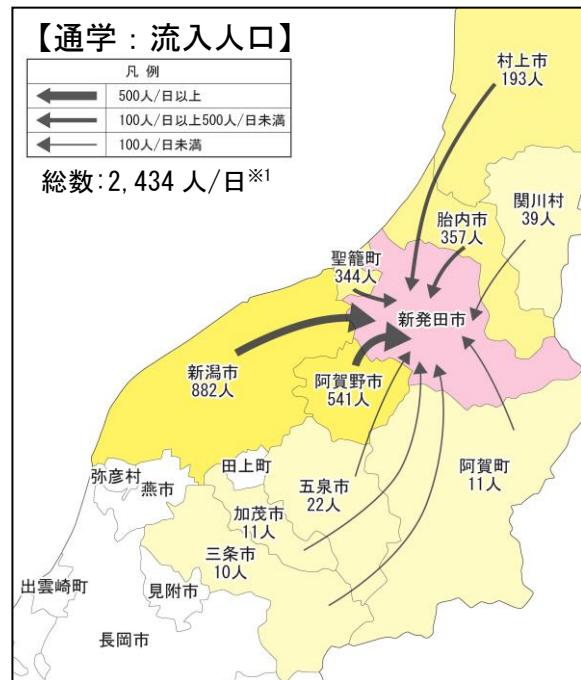 【通学:流入人口】
凡 例
500人/日以上
100人/日以上500人/日未満
100人/日未満
総数:2,434 人/日※1
村上市
193人
関川村
39人
胎内市
357人
聖籠町
344人
新発田市
新潟市
882人
阿賀野市
541人
阿賀町
11人
弥彦村
燕市
田上町
五泉市
22人
加茂市
11人
三条市
10人
出雲崎町
見附市
長岡市